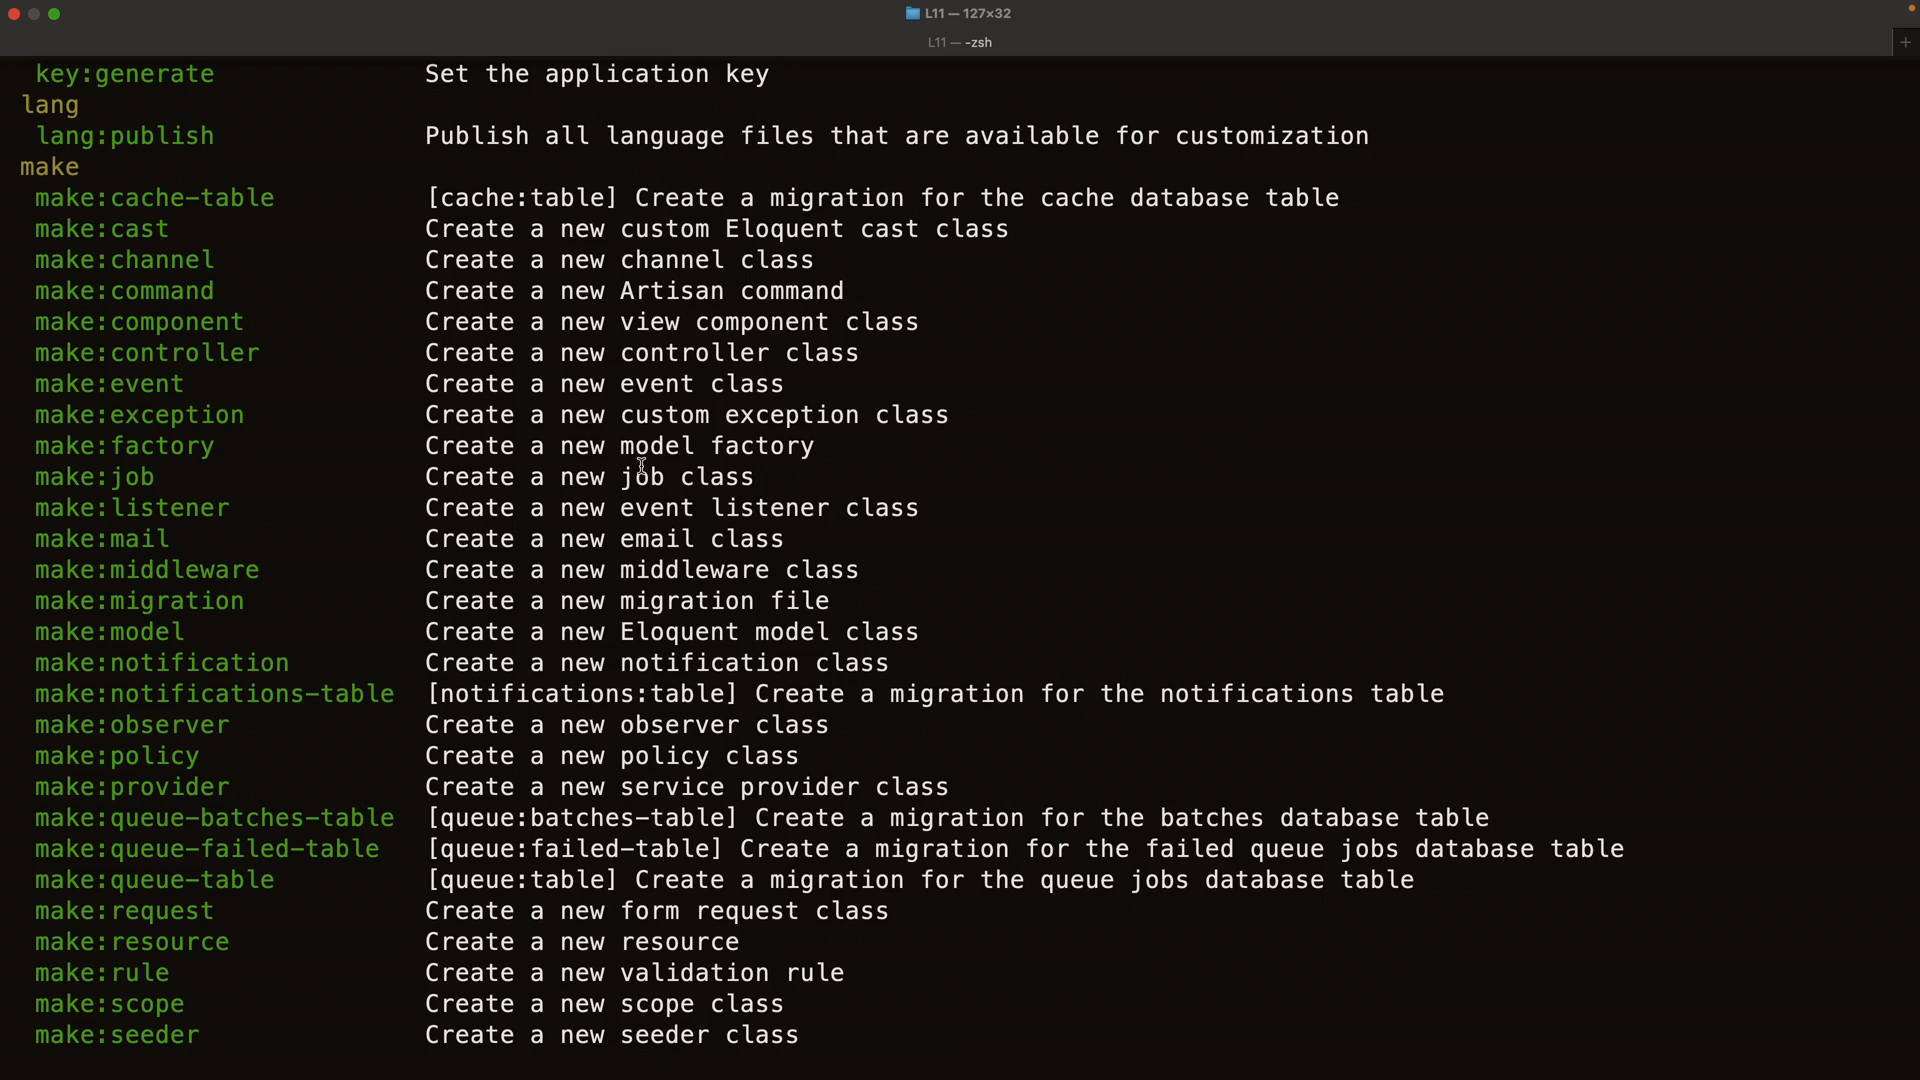 L11 — 127×32
L11 — -zsh
key:generate Set the application key
lang
lang:publish Publish all language files that are available for customization
make
make:cache-table [cache:table] Create a migration for the cache database table
make:cast Create a new custom Eloquent cast class
make:channel Create a new channel class
make:command Create a new Artisan command
make:component Create a new view component class
make:controller Create a new controller class
make:event Create a new event class
make:exception Create a new custom exception class
make:factory Create a new model factory
make:job Create a new job class
make:listener Create a new event listener class
make:mail Create a new email class
make:middleware Create a new middleware class
make:migration Create a new migration file
make:model Create a new Eloquent model class
make:notification Create a new notification class
make:notifications-table [notifications:table] Create a migration for the notifications table
make:observer Create a new observer class
make:policy Create a new policy class
make:provider Create a new service provider class
make:queue-batches-table [queue:batches-table] Create a migration for the batches database table
make:queue-failed-table [queue:failed-table] Create a migration for the failed queue jobs database table
make:queue-table [queue:table] Create a migration for the queue jobs database table
make:request Create a new form request class
make:resource Create a new resource
make:rule Create a new validation rule
make:scope Create a new scope class
make:seeder Create a new seeder class